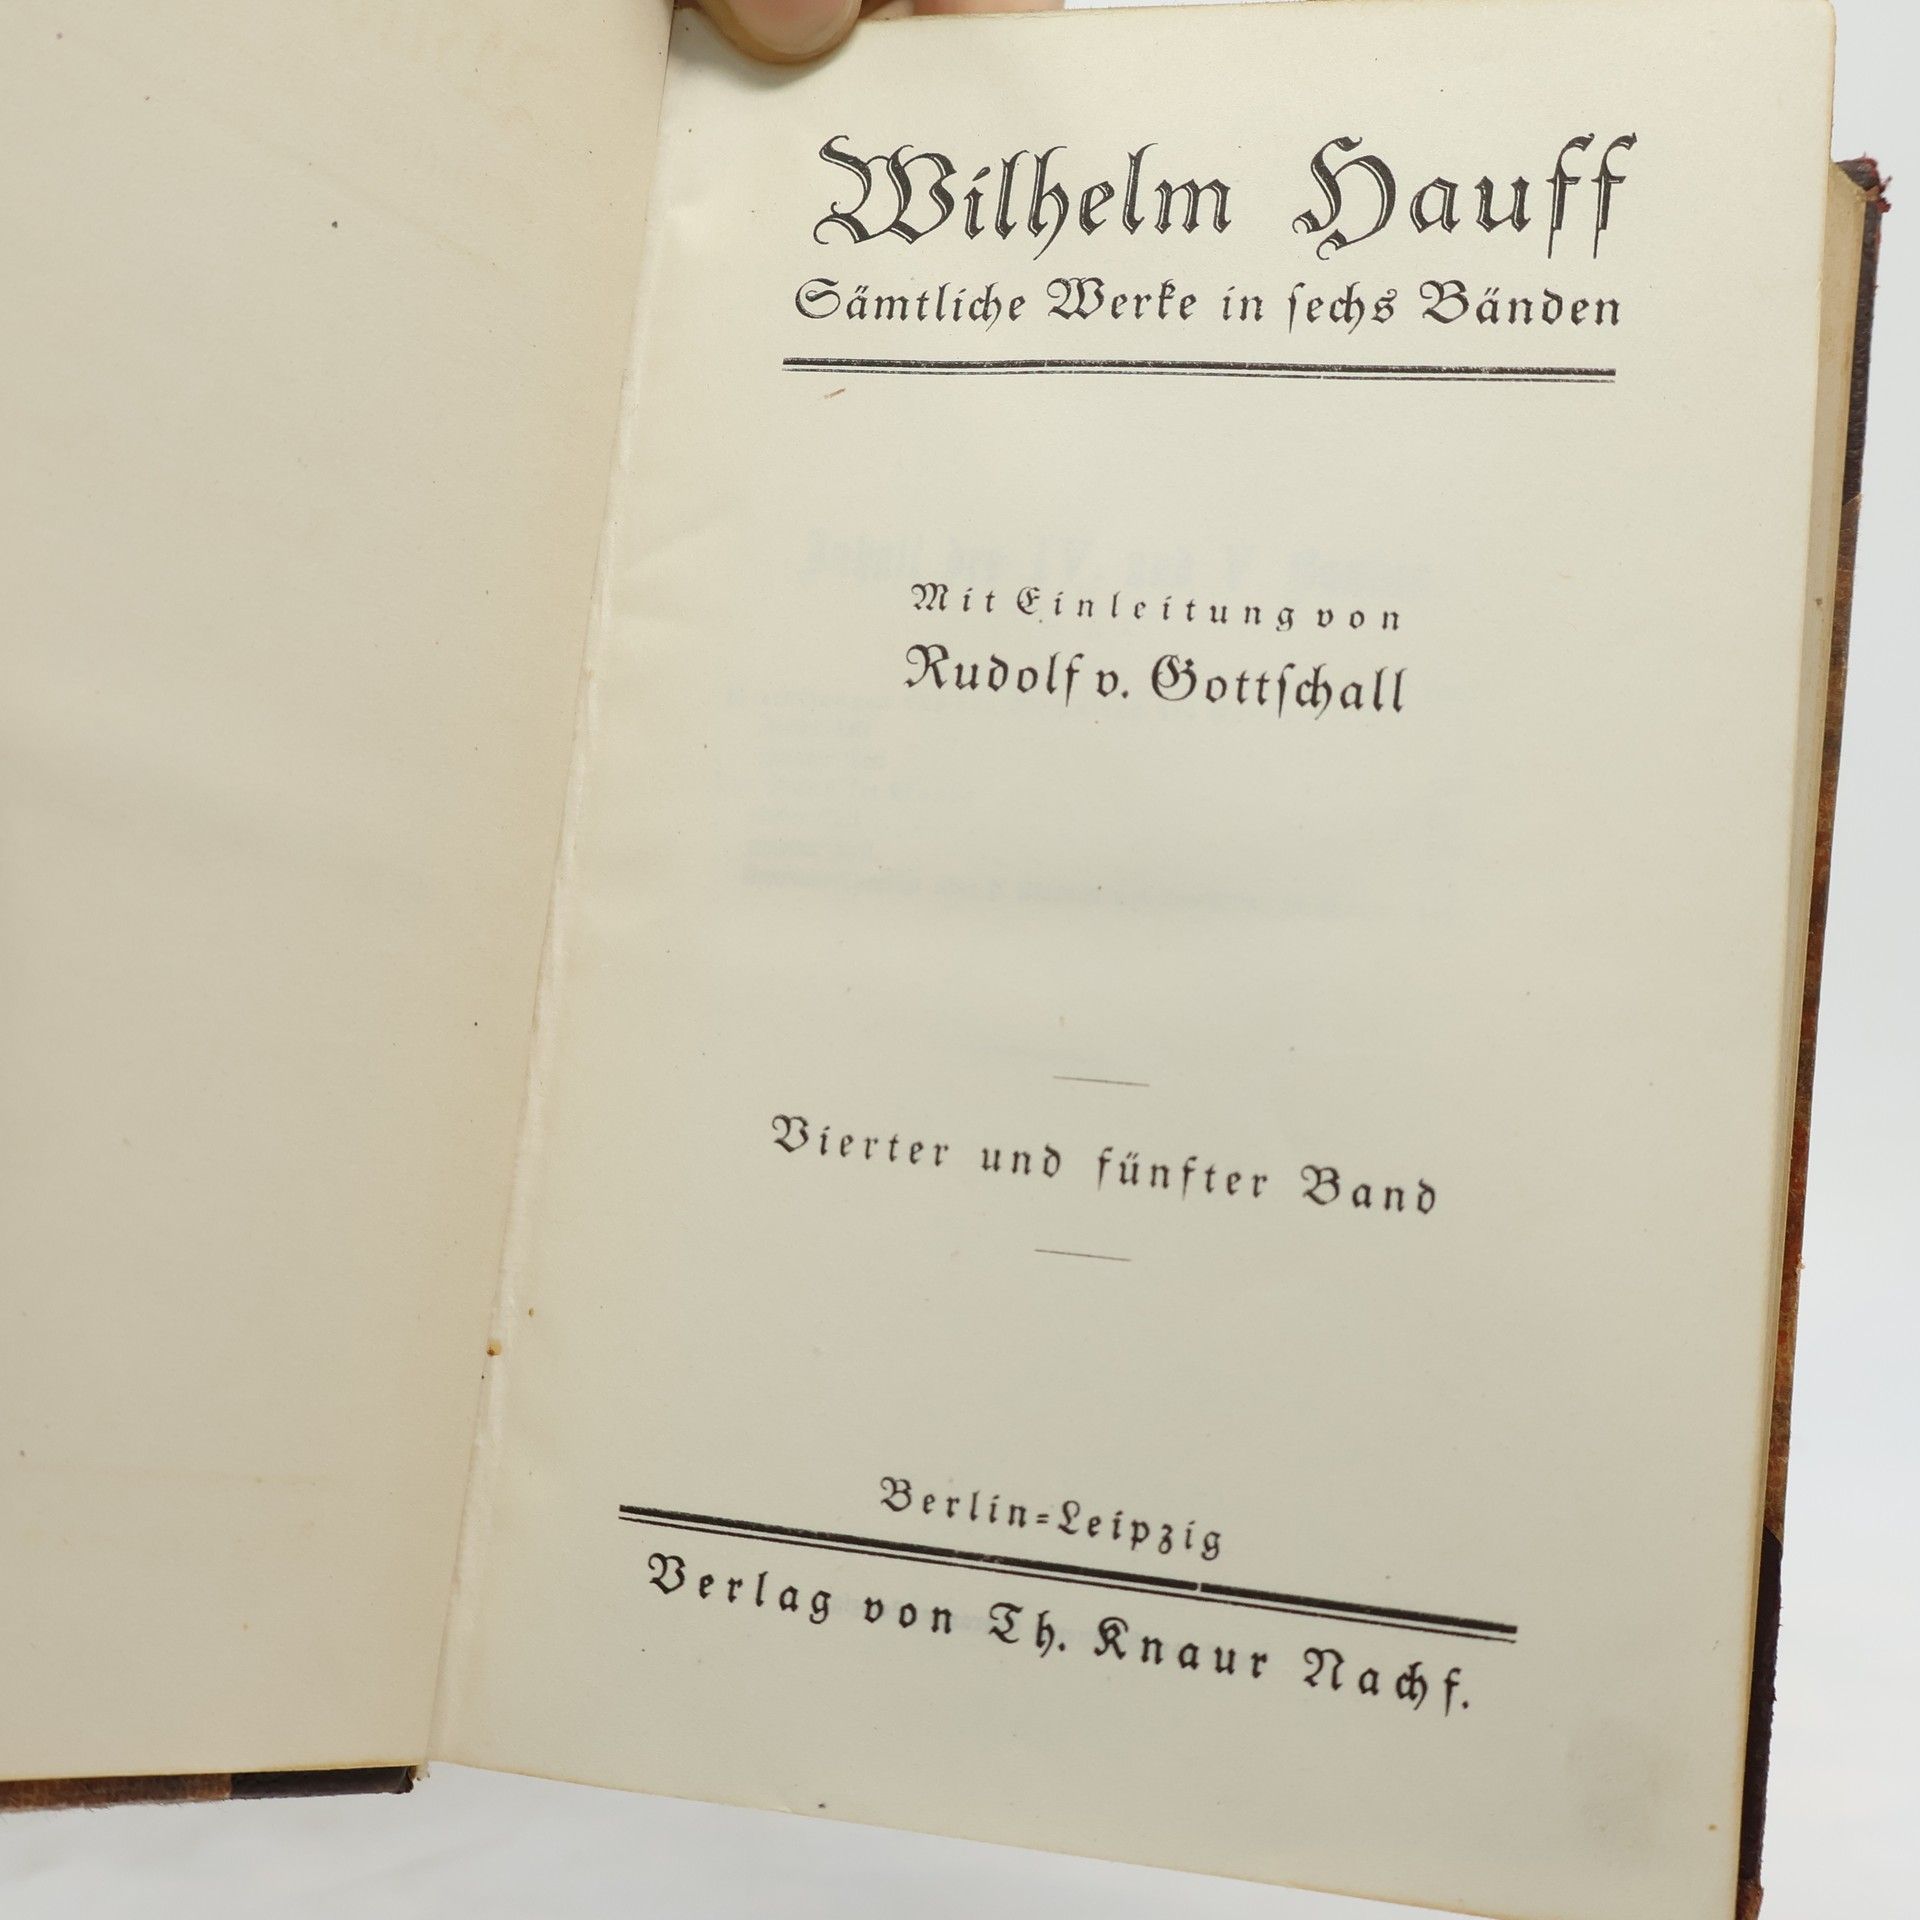 Wilhelm Hauff
Sämtliche Werke in ſechs Bänden
Mit Einleitung von
Rudolf v. Gottſchall
Vierter und fünfter Band
Berlin=Leipzig
Verlag von Th. Knaur Nachf.